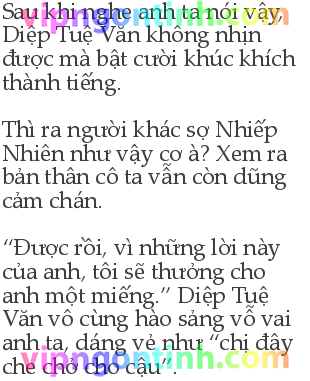 Sau khi nghe anh ta nói vậy,
Diệp Tuệ Văn không nhịn
được mà bật cười khúc khích
thành tiếng.
Thì ra người khác sợ Nhiếp
Nhiên như vậy cơ à? Xem ra
bản thân cô ta vẫn còn dũng
cảm chán.
“Được rồi, vì những lời này
của anh, tôi sẽ thưởng cho
anh một miếng.” Diệp Tuệ
Văn vô cùng hào sảng vỗ vai
anh ta, dáng vẻ như “chị đây
che chở cho cậu”.
vipngontinh.com
vipngontinh.com